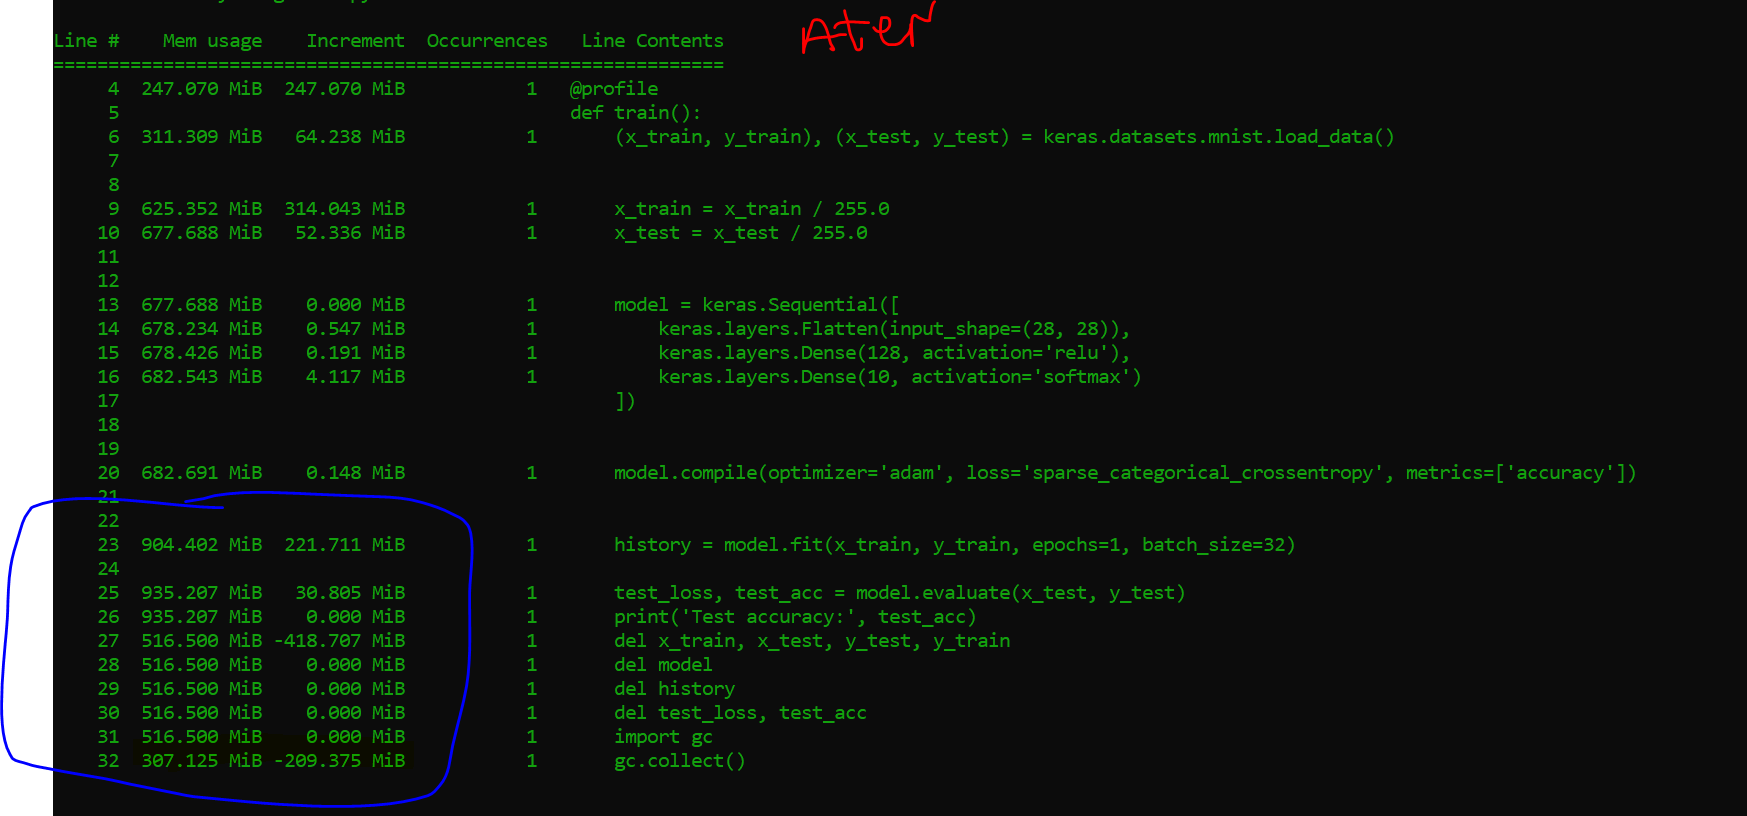 Ater
Line # Mem usage Increment Occurrences Line Contents
============================================================
4 247.070 MiB 247.070 MiB 1 @profile
5 def train():
6 311.309 MiB 64.238 MiB 1 (x_train, y_train), (x_test, y_test) = keras.datasets.mnist.load_data()
7
8
9 625.352 MiB 314.043 MiB 1 x_train = x_train / 255.0
10 677.688 MiB 52.336 MiB 1 x_test = x_test / 255.0
11
12
13 677.688 MiB 0.000 MiB 1 model = keras.Sequential([
14 678.234 MiB 0.547 MiB 1 keras.layers.Flatten(input_shape=(28, 28)),
15 678.426 MiB 0.191 MiB 1 keras.layers.Dense(128, activation='relu'),
16 682.543 MiB 4.117 MiB 1 keras.layers.Dense(10, activation='softmax')
17 ])
18
19
20 682.691 MiB 0.148 MiB 1 model.compile(optimizer='adam', loss='sparse_categorical_crossentropy', metrics=['accuracy'])
21
22
23 904.402 MiB 221.711 MiB 1 history = model.fit(x_train, y_train, epochs=1, batch_size=32)
24
25 935.207 MiB 30.805 MiB 1 test_loss, test_acc = model.evaluate(x_test, y_test)
26 935.207 MiB 0.000 MiB 1 print('Test accuracy:', test_acc)
27 516.500 MiB -418.707 MiB 1 del x_train, x_test, y_test, y_train
28 516.500 MiB 0.000 MiB 1 del model
29 516.500 MiB 0.000 MiB 1 del history
30 516.500 MiB 0.000 MiB 1 del test_loss, test_acc
31 516.500 MiB 0.000 MiB 1 import gc
32 307.125 MiB -209.375 MiB 1 gc.collect()